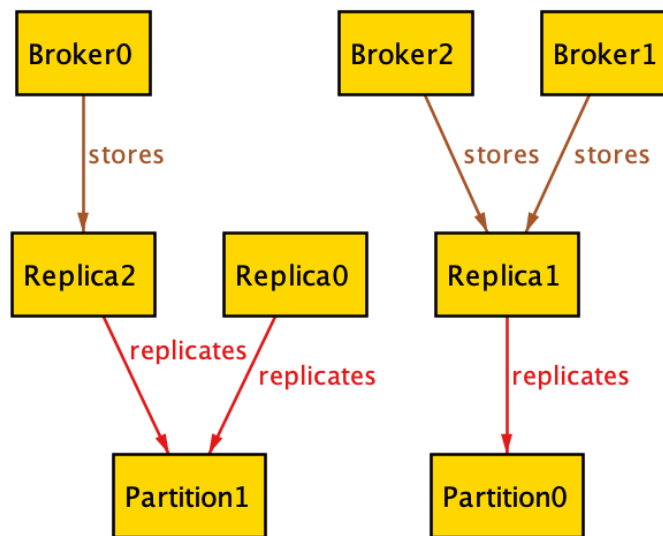 Broker0
Broker2
Broker1
stores
stores
stores
Replica2
Replica0
Replica1
replicates
replicates
replicates
Partition1
Partition0